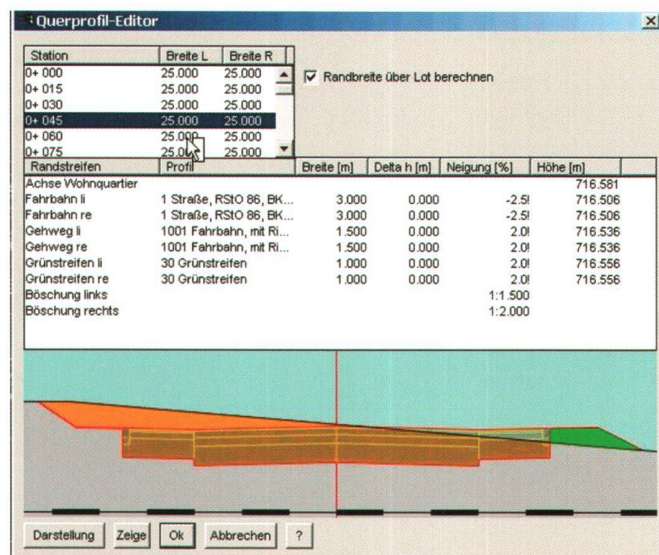 Querprofil-Editor
Station Breite L Breite R
0+ 000 25.000 25.000
0+ 015 25.000 25.000
0+ 030 25.000 25.000
0+ 045 25.000 25.000
0+ 060 25.000 25.000
0+ 075 25.000
Randbreite über Lot berechnen
Randstreifen Profil Breite [m] Delta h [m] Neigung [%] Höhe [m]
Achse Wohnquartier 716.581
Fahrbahn li 1 Straße, RStO 86, BK... 3.000 0.000 -2.5! 716.506
Fahrbahn re 1 Straße, RStO 86, BK... 3.000 0.000 -2.5! 716.506
Gehweg li 1001 Fahrbahn, mit Ri... 1.500 0.000 2.0! 716.536
Gehweg re 1001 Fahrbahn, mit Ri... 1.500 0.000 2.0! 716.536
Grünstreifen li 30 Grünstreifen 1.000 0.000 2.0! 716.556
Grünstreifen re 30 Grünstreifen 1.000 0.000 2.0! 716.556
Böschung links 1:1.500
Böschung rechts 1:2.000
Darstellung Zeige Ok Abbrechen ?